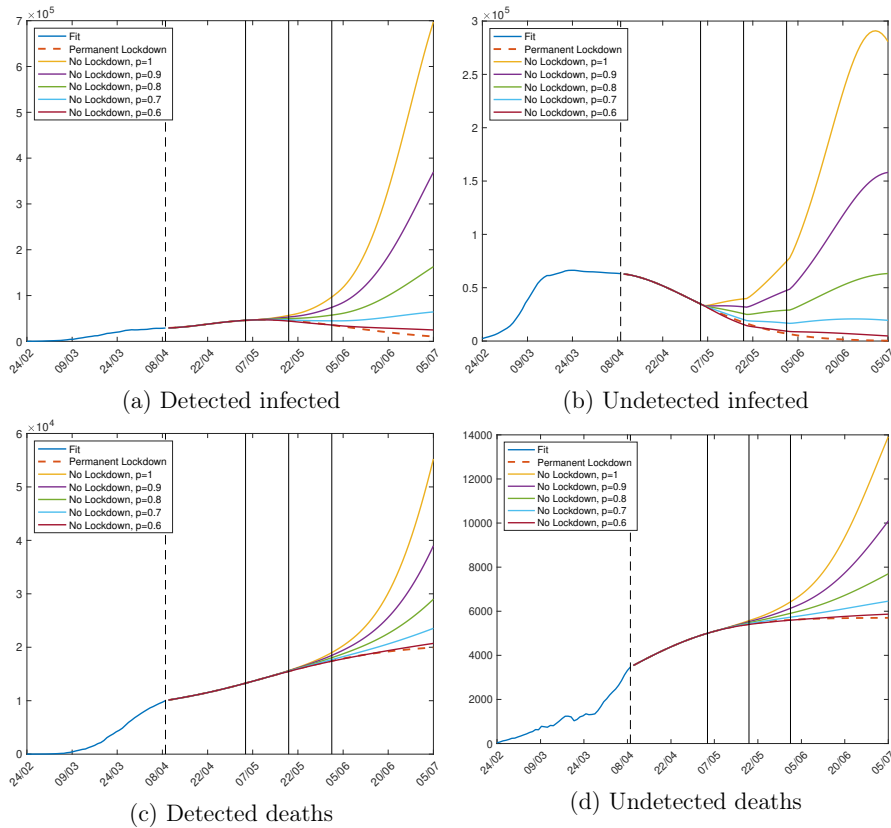 ×10⁵
7
6
5
4
3
2
1
0
Fit
Permanent Lockdown
No Lockdown, p=1
No Lockdown, p=0.9
No Lockdown, p=0.8
No Lockdown, p=0.7
No Lockdown, p=0.6
24/02 09/03 24/03 08/04 22/04 07/05 22/05 05/06 20/06 05/07
(a) Detected infected
×10⁵
3
2.5
2
1.5
1
0.5
0
Fit
Permanent Lockdown
No Lockdown, p=1
No Lockdown, p=0.9
No Lockdown, p=0.8
No Lockdown, p=0.7
No Lockdown, p=0.6
24/02 09/03 24/03 08/04 22/04 07/05 22/05 05/06 20/06 05/07
(b) Undetected infected
×10⁴
6
5
4
3
2
1
0
Fit
Permanent Lockdown
No Lockdown, p=1
No Lockdown, p=0.9
No Lockdown, p=0.8
No Lockdown, p=0.7
No Lockdown, p=0.6
24/02 09/03 24/03 08/04 22/04 07/05 22/05 05/06 20/06 05/07
(c) Detected deaths
14000
12000
10000
8000
6000
4000
2000
0
Fit
Permanent Lockdown
No Lockdown, p=1
No Lockdown, p=0.9
No Lockdown, p=0.8
No Lockdown, p=0.7
No Lockdown, p=0.6
24/02 09/03 24/03 08/04 22/04 07/05 22/05 05/06 20/06 05/07
(d) Undetected deaths